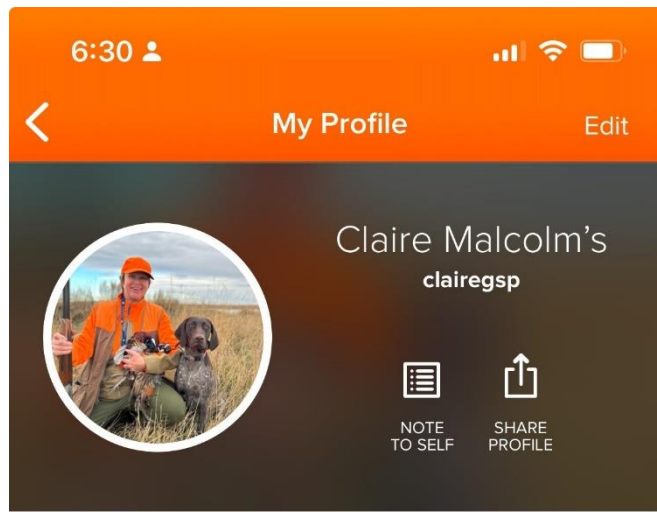 6:30
My Profile
Edit
Claire Malcolm's
clairegsp
NOTE
TO SELF
SHARE
PROFILE